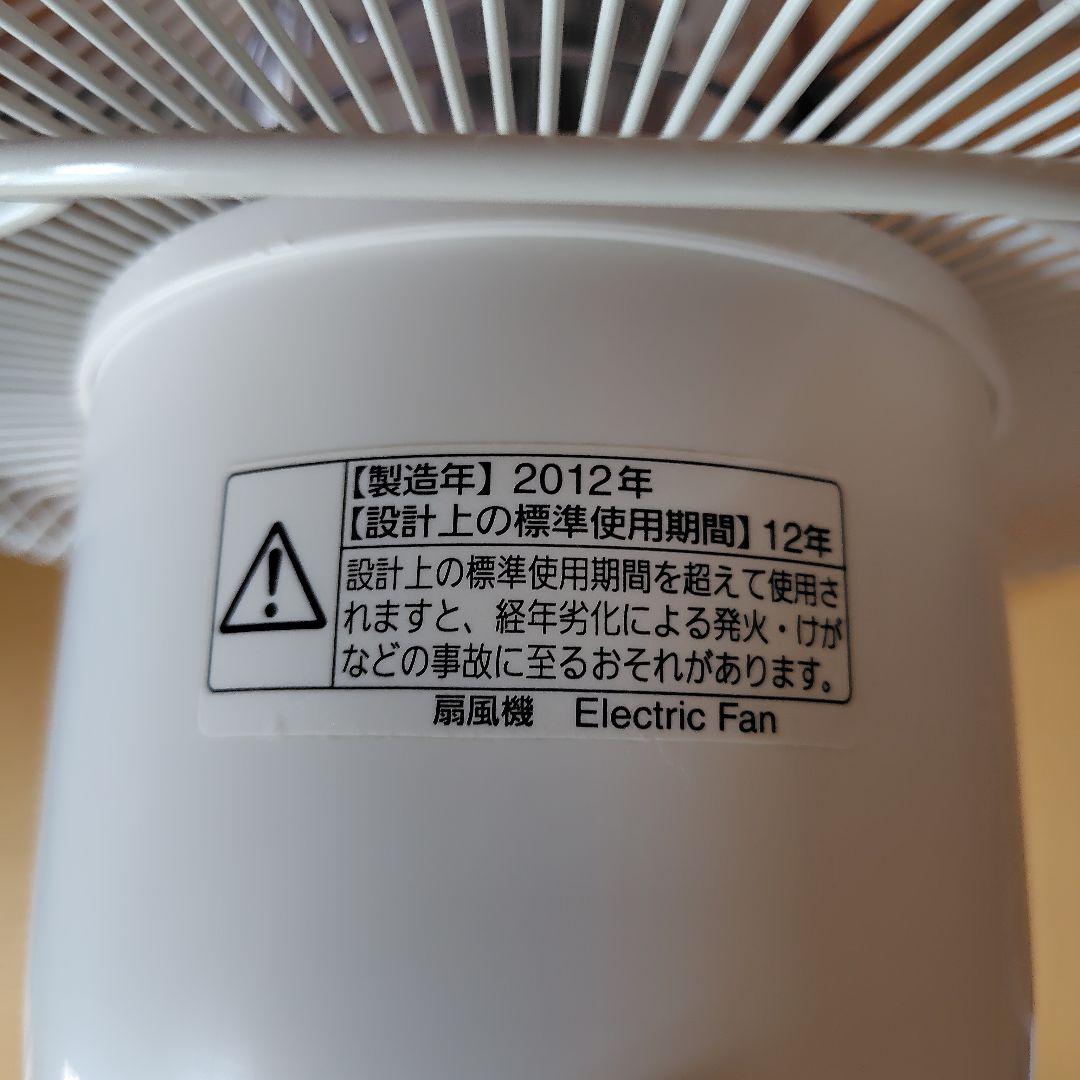 【製造年】2012年
【設計上の標準使用期間】12年
設計上の標準使用期間を超えて使用さ
れますと、経年劣化による発火・けが
などの事故に至るおそれがあります。
扇風機 Electric Fan